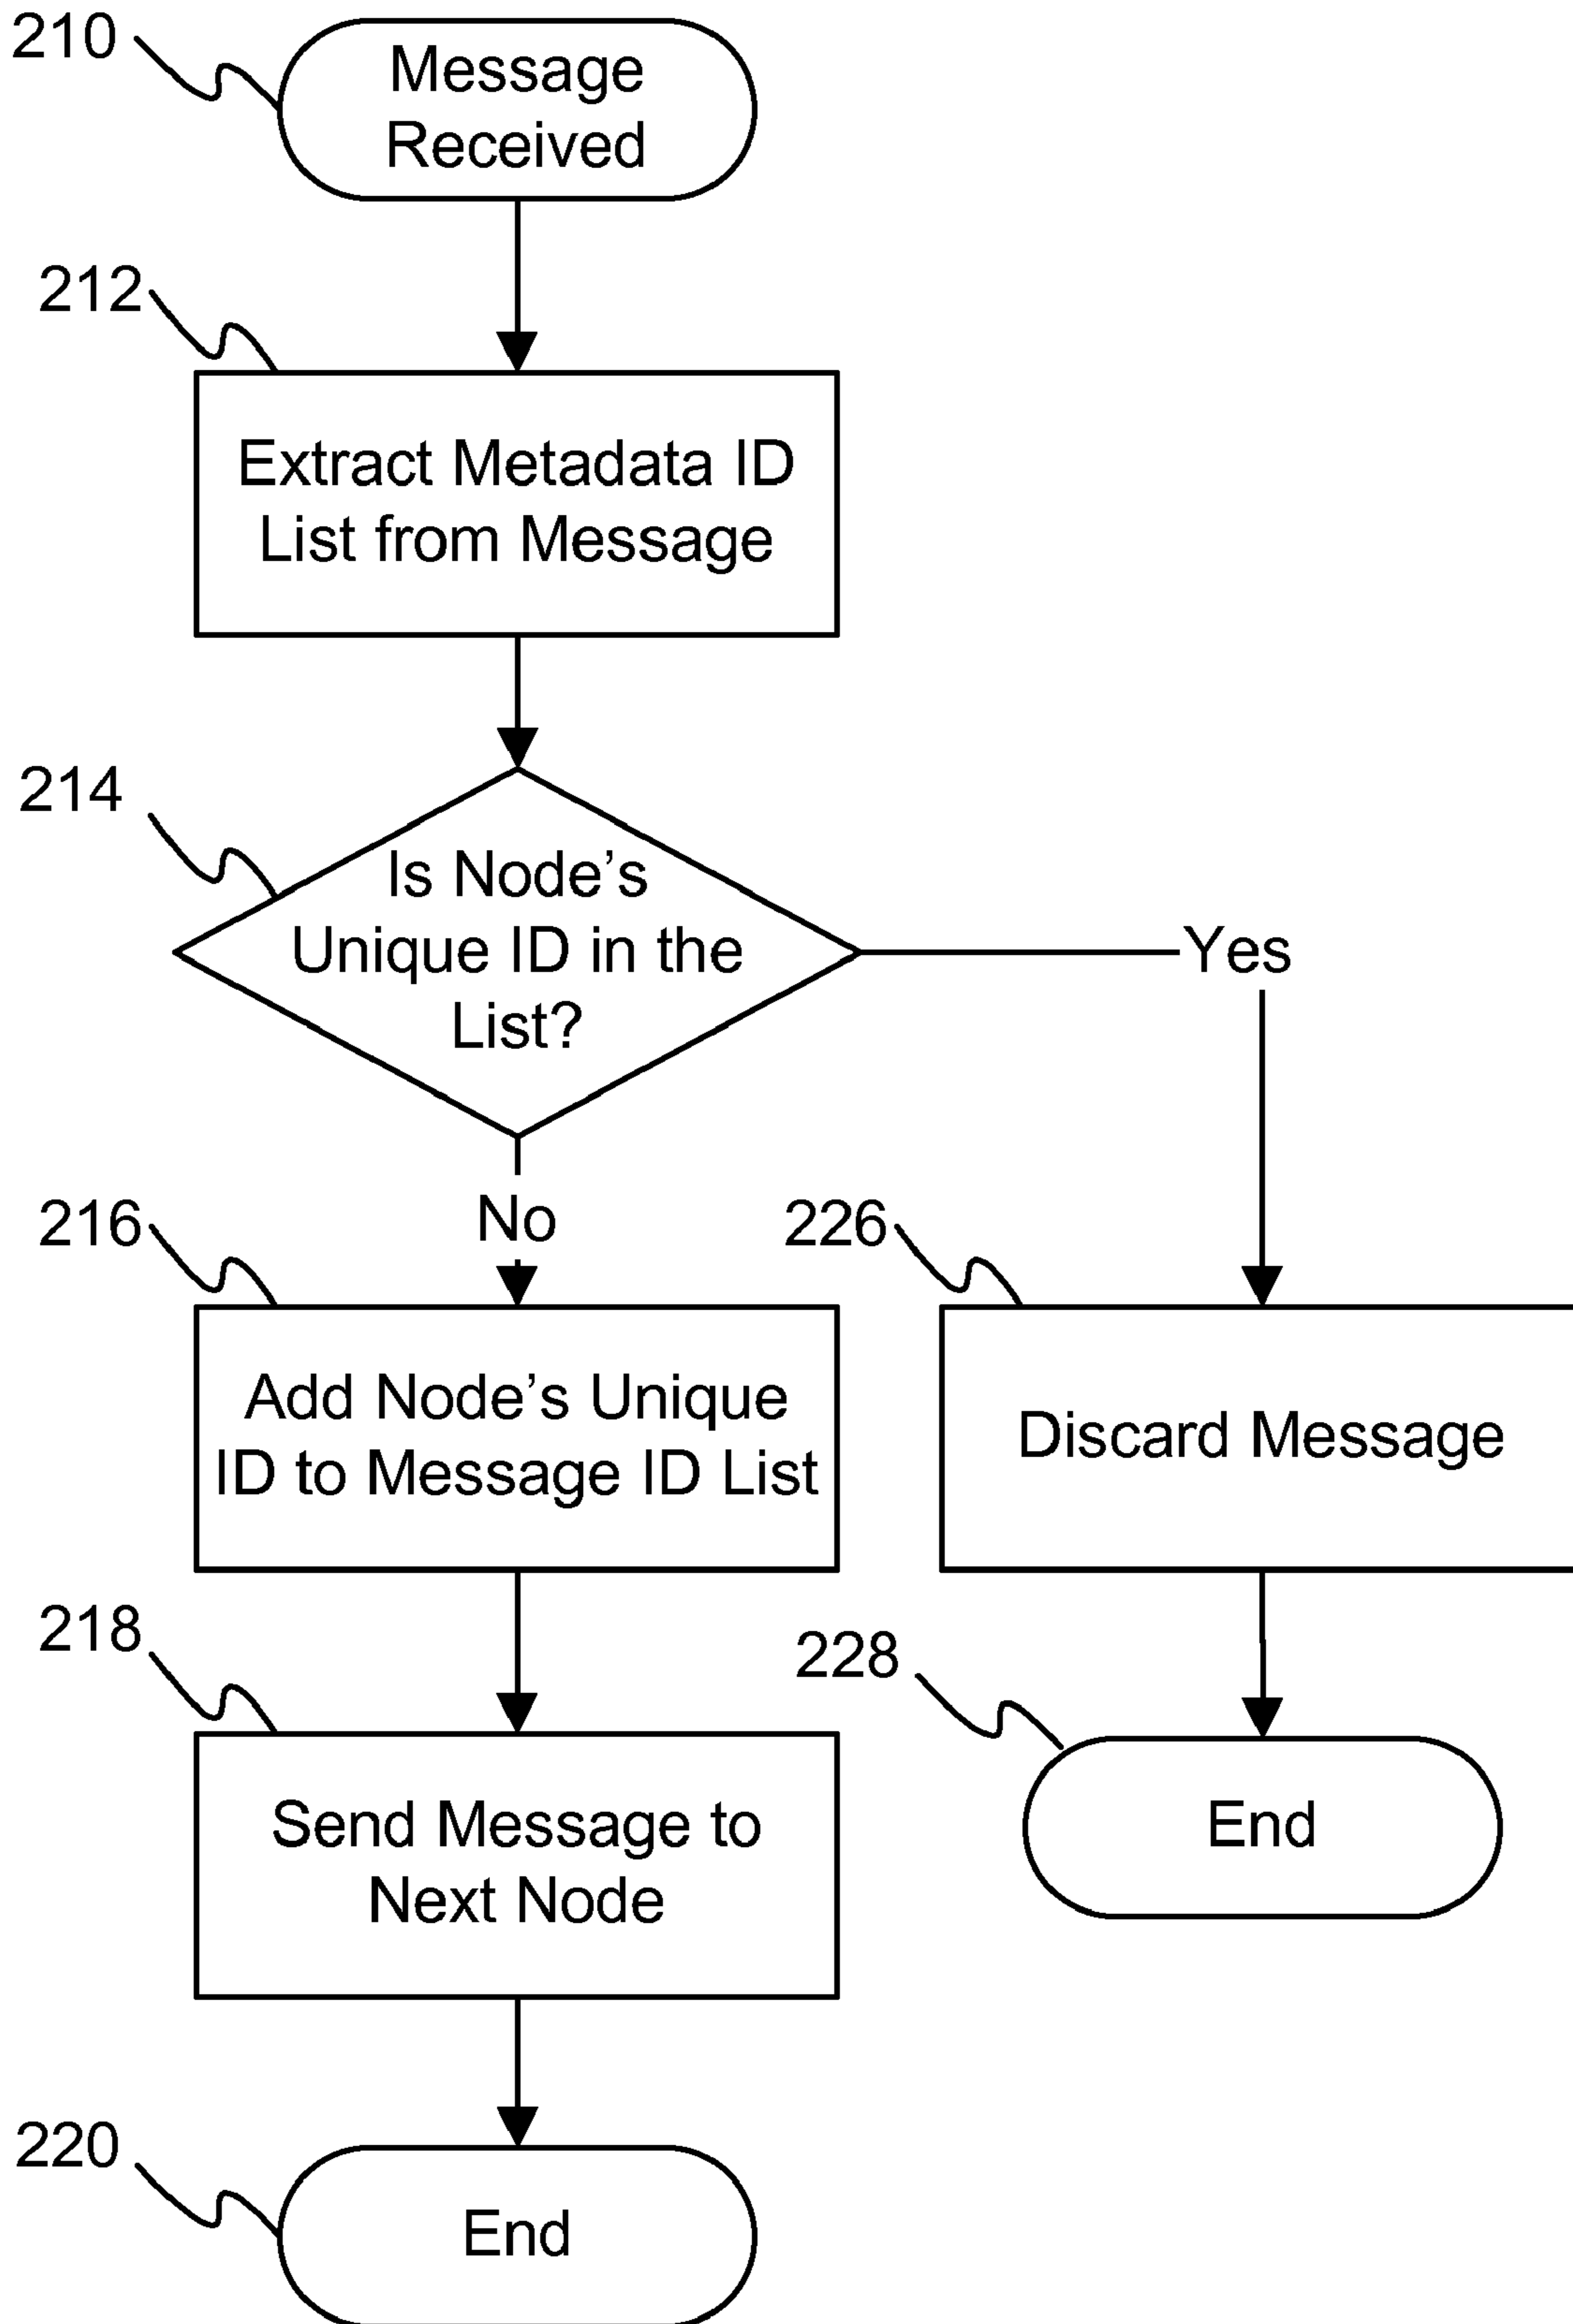 210
Message
Received
212
Extract Metadata ID
List from Message
214
Is Node’s
Unique ID in the
List?
Yes
No
216
Add Node’s Unique
ID to Message ID List
226
Discard Message
218
Send Message to
Next Node
228
End
220
End